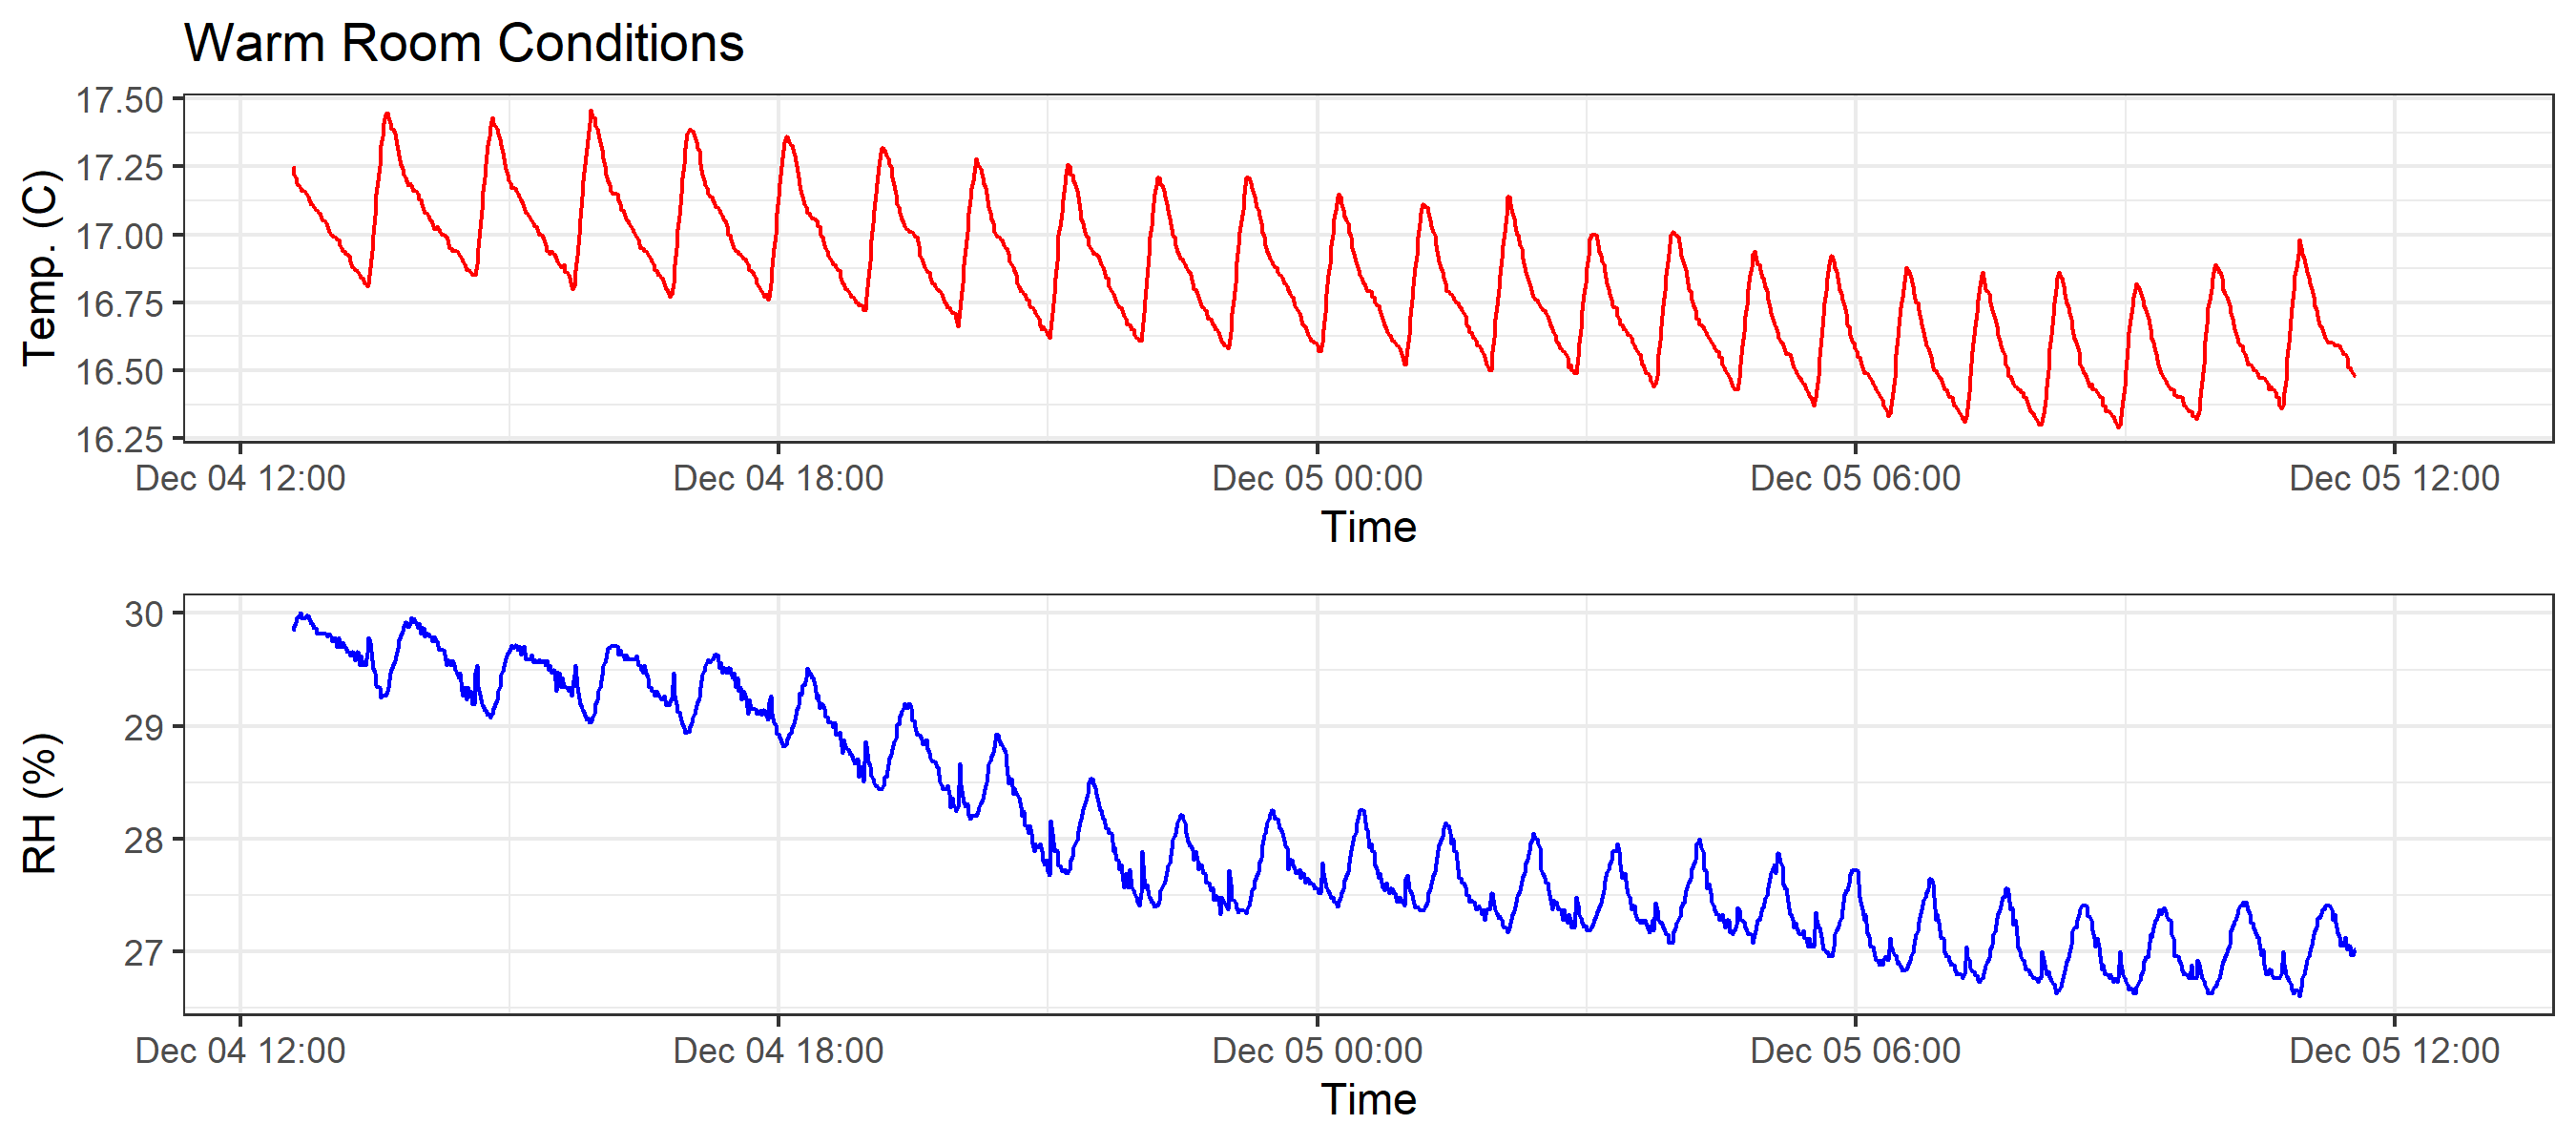 Warm Room Conditions
Temp. (C)
17.50
17.25
17.00
16.75
16.50
16.25
Dec 04 12:00 Dec 04 18:00 Dec 05 00:00 Dec 05 06:00 Dec 05 12:00
Time
RH (%)
30
29
28
27
Dec 04 12:00 Dec 04 18:00 Dec 05 00:00 Dec 05 06:00 Dec 05 12:00
Time